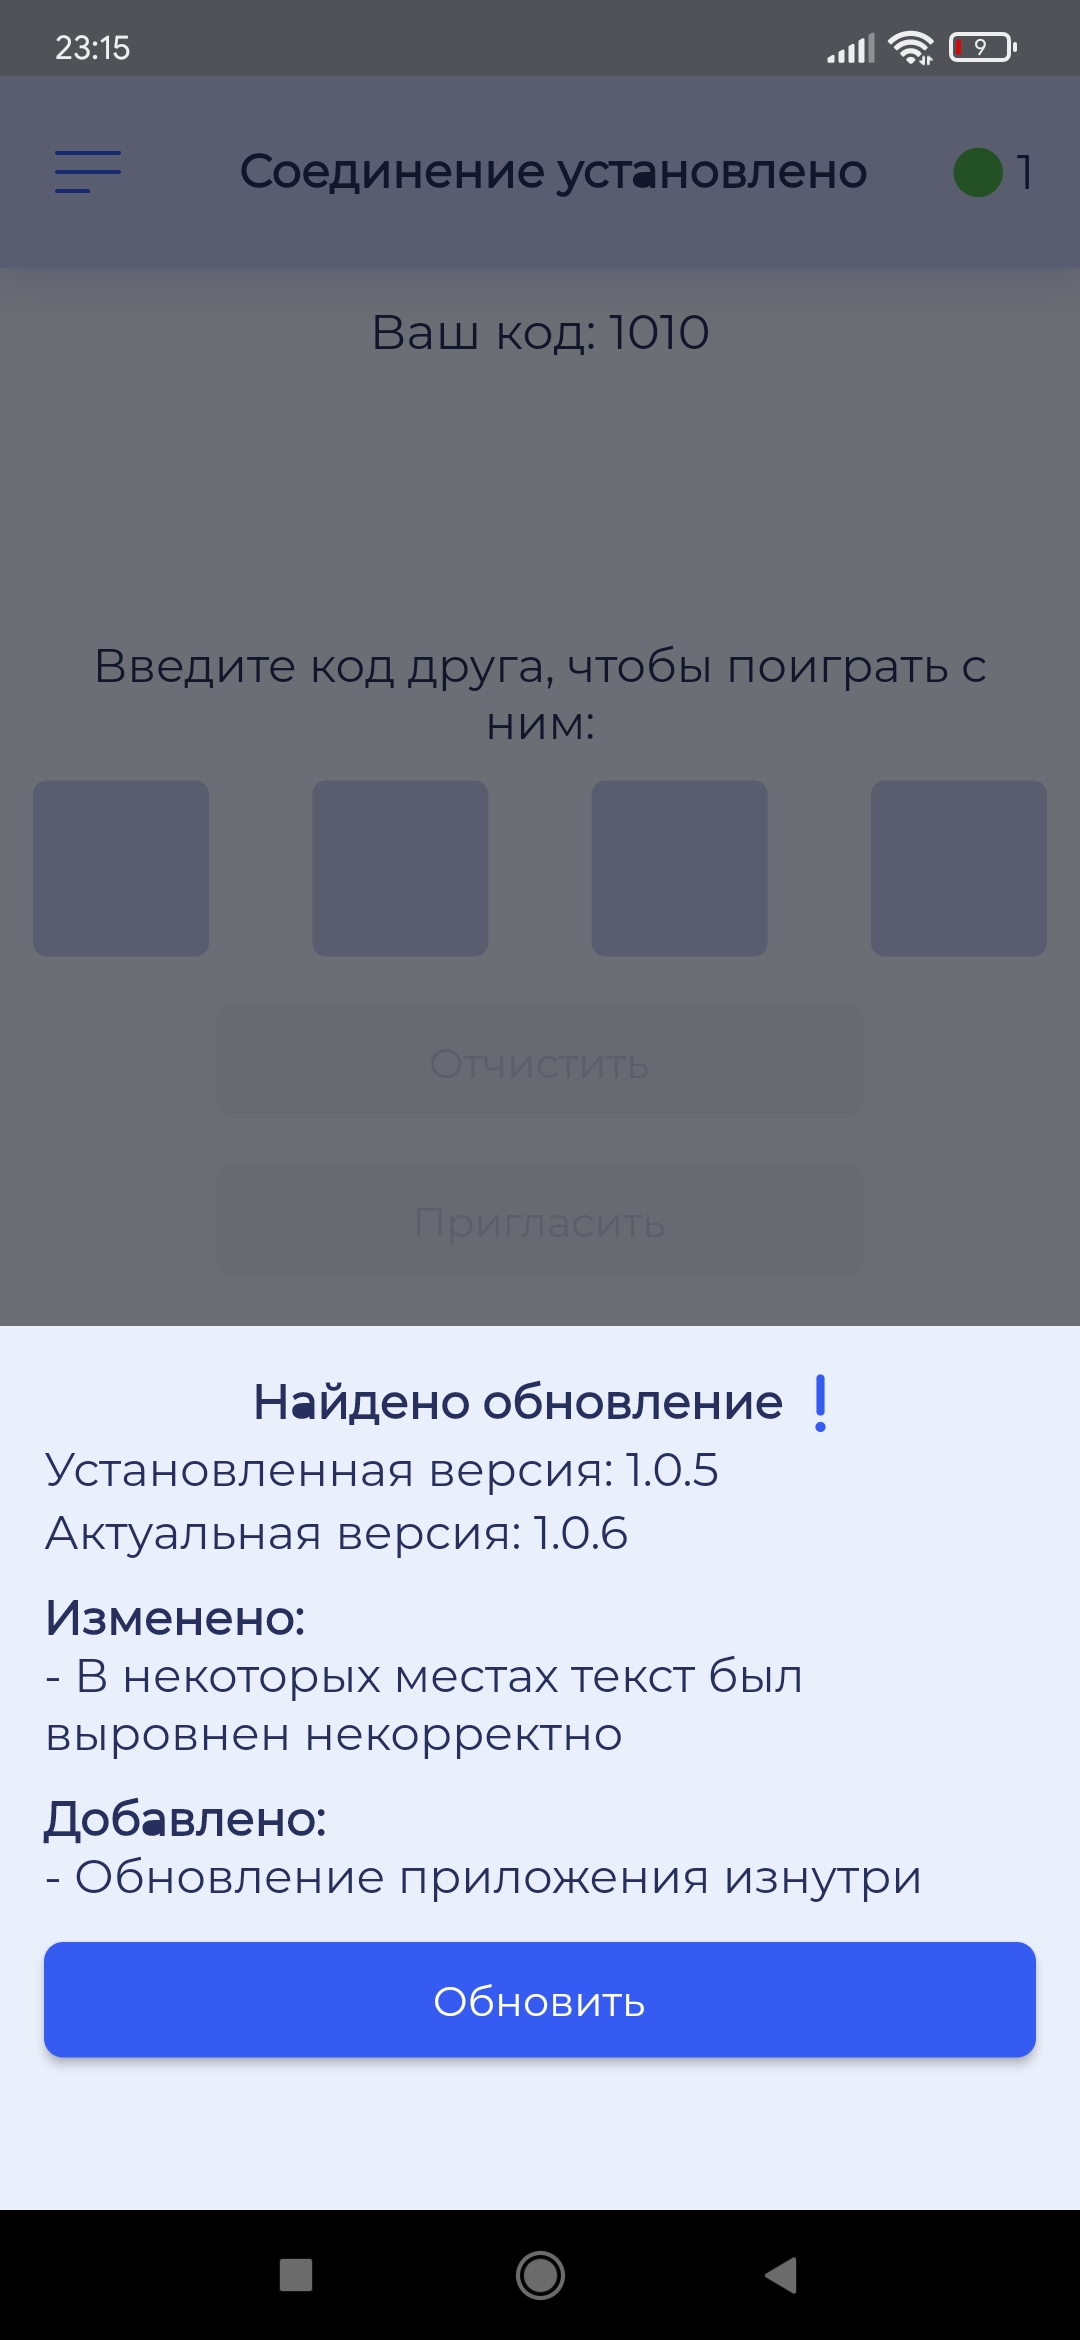 23:15
9
Соединение установлено
1
Ваш код: 1010
Введите код друга, чтобы поиграть с
ним:
Отчистить
Пригласить
Найдено обновление !
Установленная версия: 1.0.5
Актуальная версия: 1.0.6
Изменено:
- В некоторых местах текст был
выровнен некорректно
Добавлено:
- Обновление приложения изнутри
Обновить